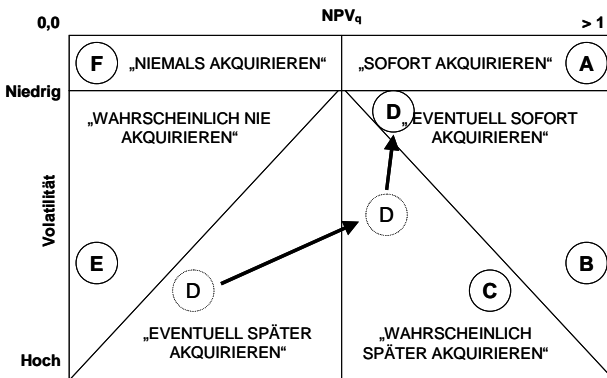 NPVq
0,0
> 1
F
„NIEMALS AKQUIRIEREN“
„SOFORT AKQUIRIEREN“
A
Niedrig
„WAHRSCHEINLICH NIE
AKQUIRIEREN“
D
„EVENTUELL SOFORT
AKQUIRIEREN“
Volatilität
D
E
D
C
B
„EVENTUELL SPÄTER
AKQUIRIEREN“
„WAHRSCHEINLICH
SPÄTER AKQUIRIEREN“
Hoch